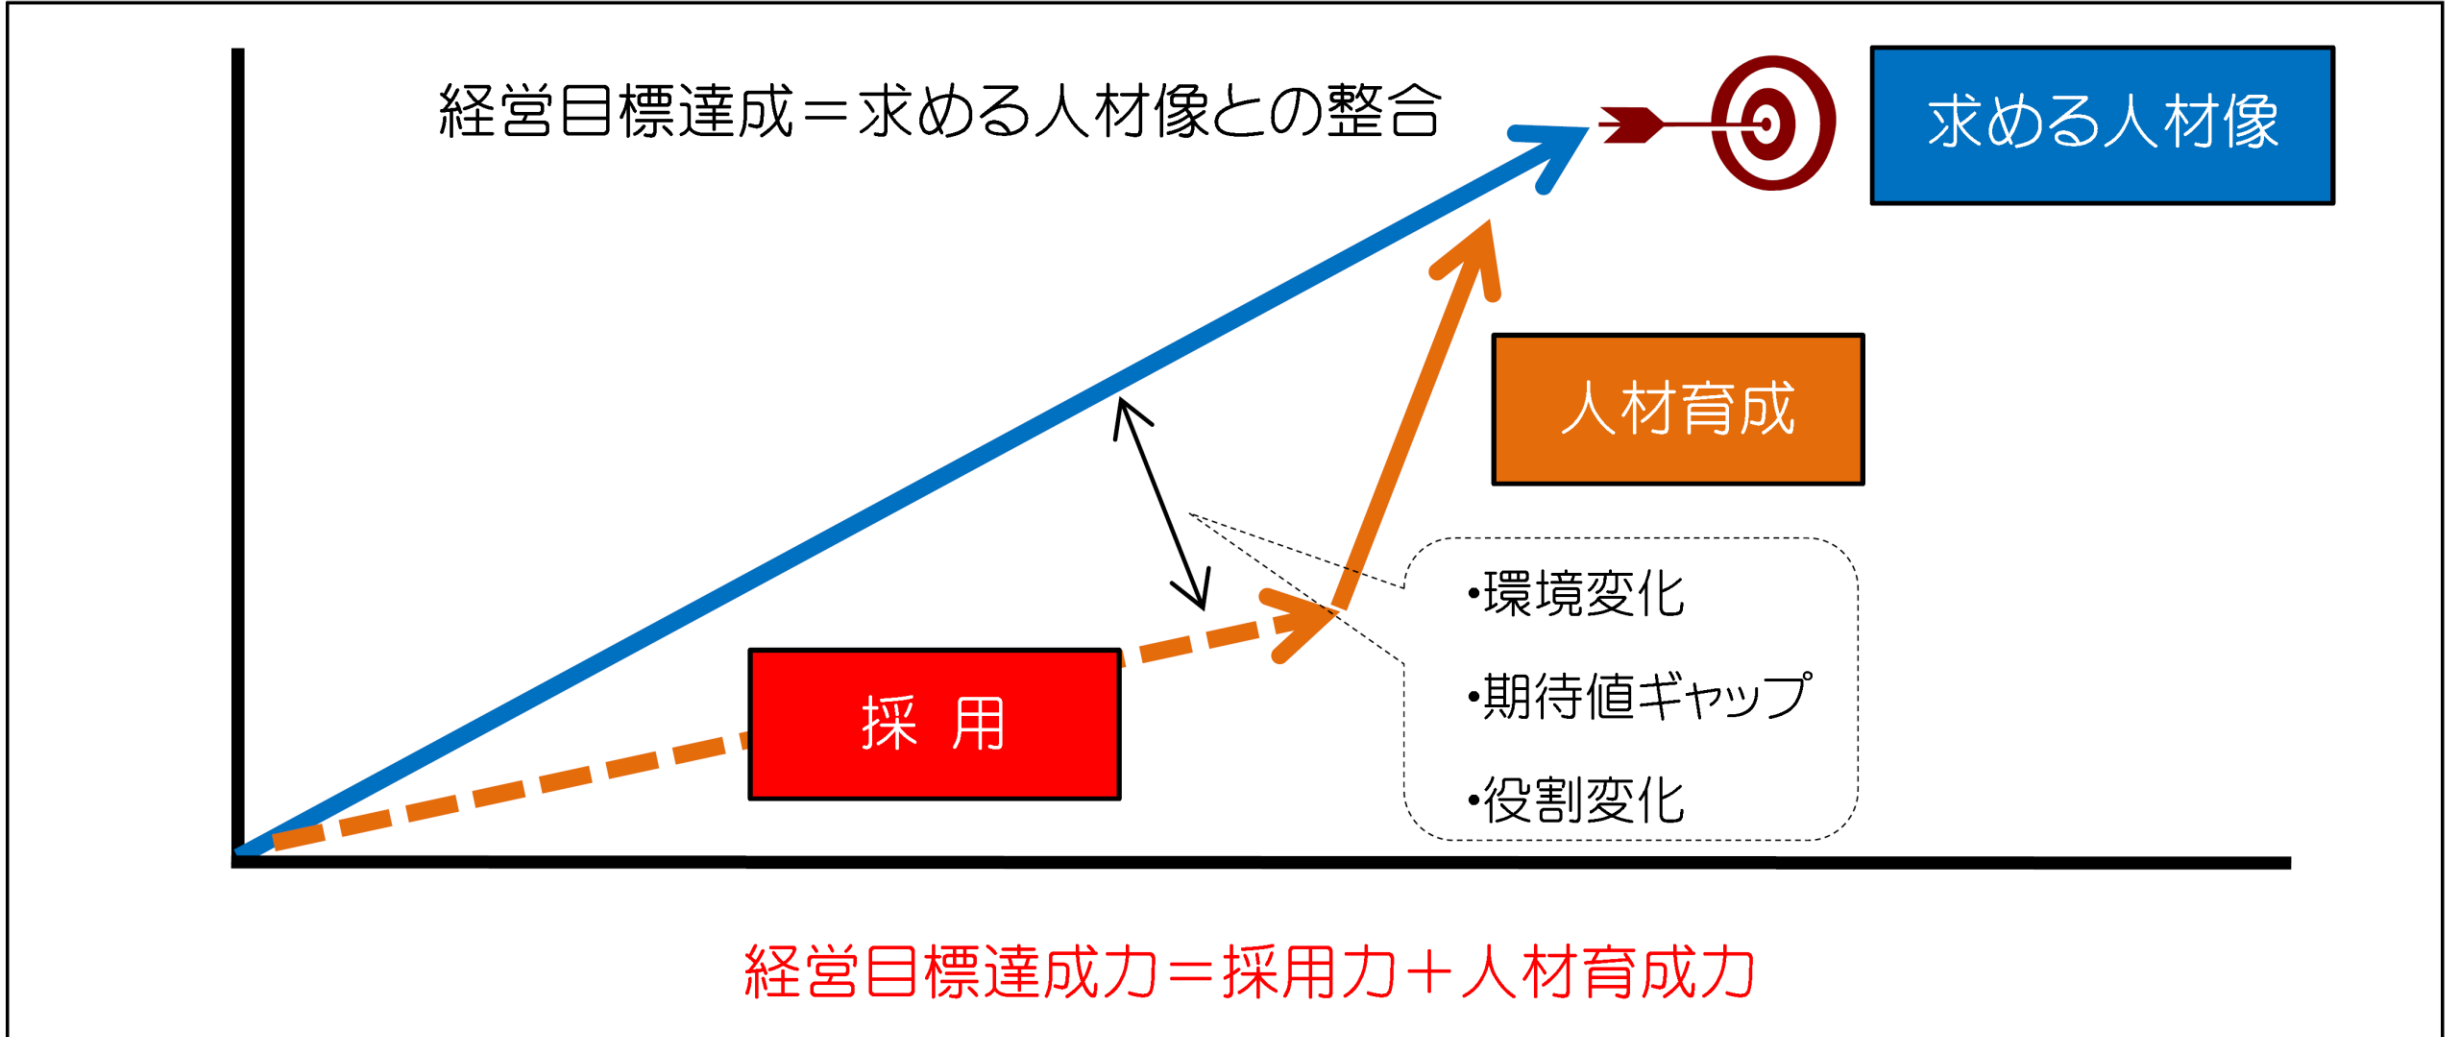 経営目標達成＝求める人材像との整合
求める人材像
人材育成
・環境変化
・期待値ギャップ
・役割変化
採 用
経営目標達成力＝採用力＋人材育成力